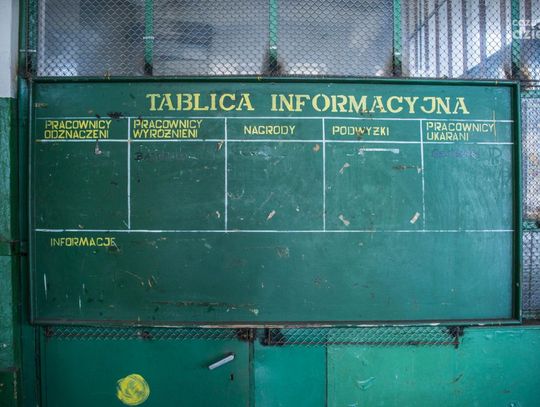 TABLICA INFORMACYJNA
PRACOWNICY ODZNACZENI
PRACOWNICY WYRÓŻNIENI
NAGRODY
PODWYŻKI
PRACOWNICY UKARANI
INFORMACJE